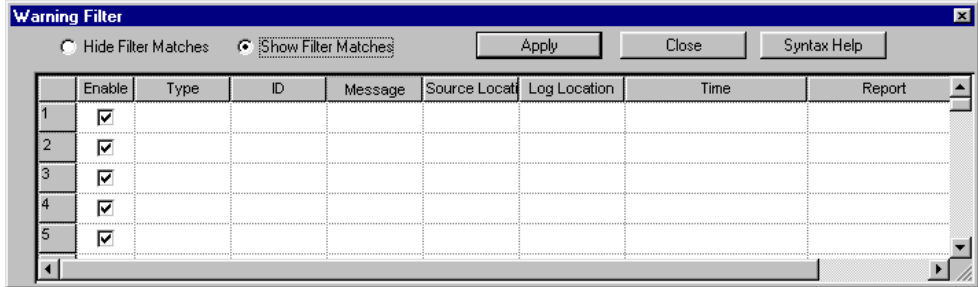 Warning Filter
Hide Filter Matches Show Filter Matches Apply Close Syntax Help
Enable Type ID Message Source Locati Log Location Time Report
1
2
3
4
5